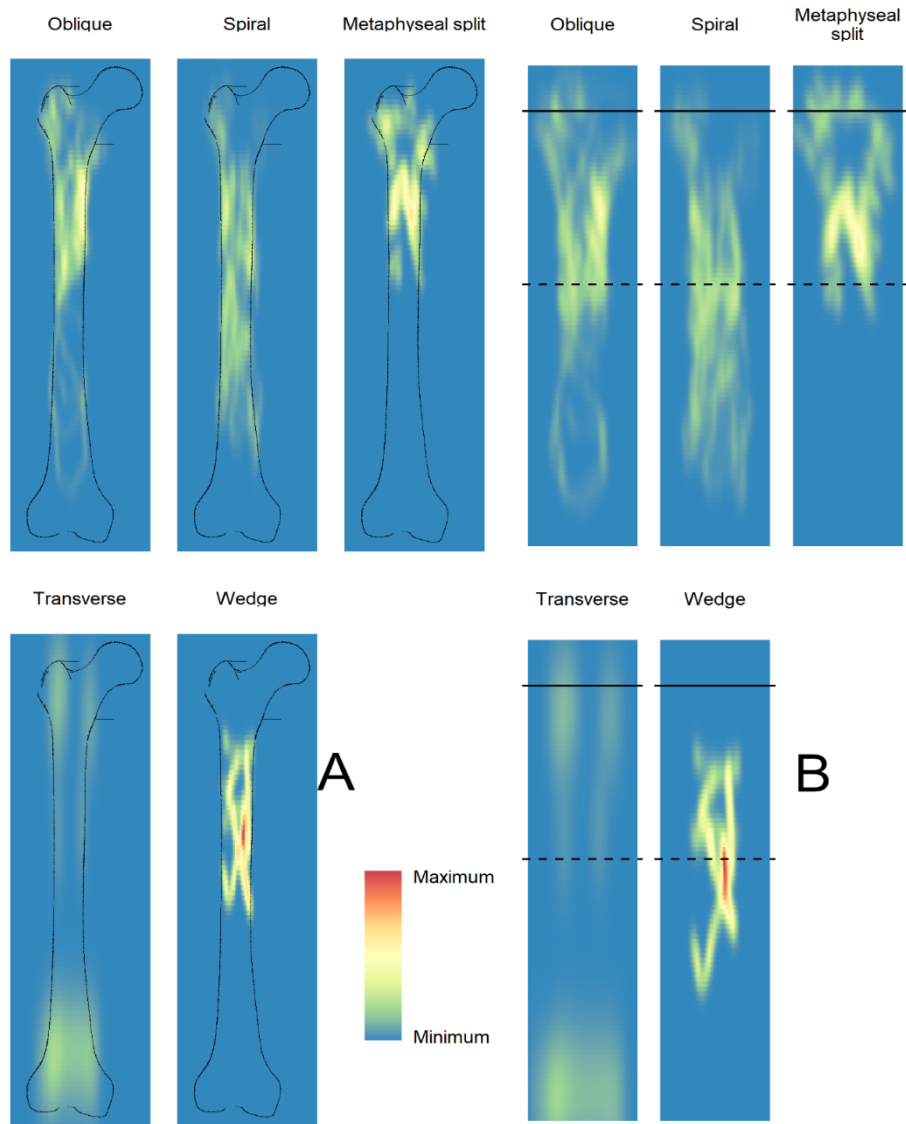 Oblique
Spiral
Metaphyseal split
Oblique
Spiral
Metaphyseal
split
Transverse
Wedge
A
Maximum
Minimum
Transverse
Wedge
B